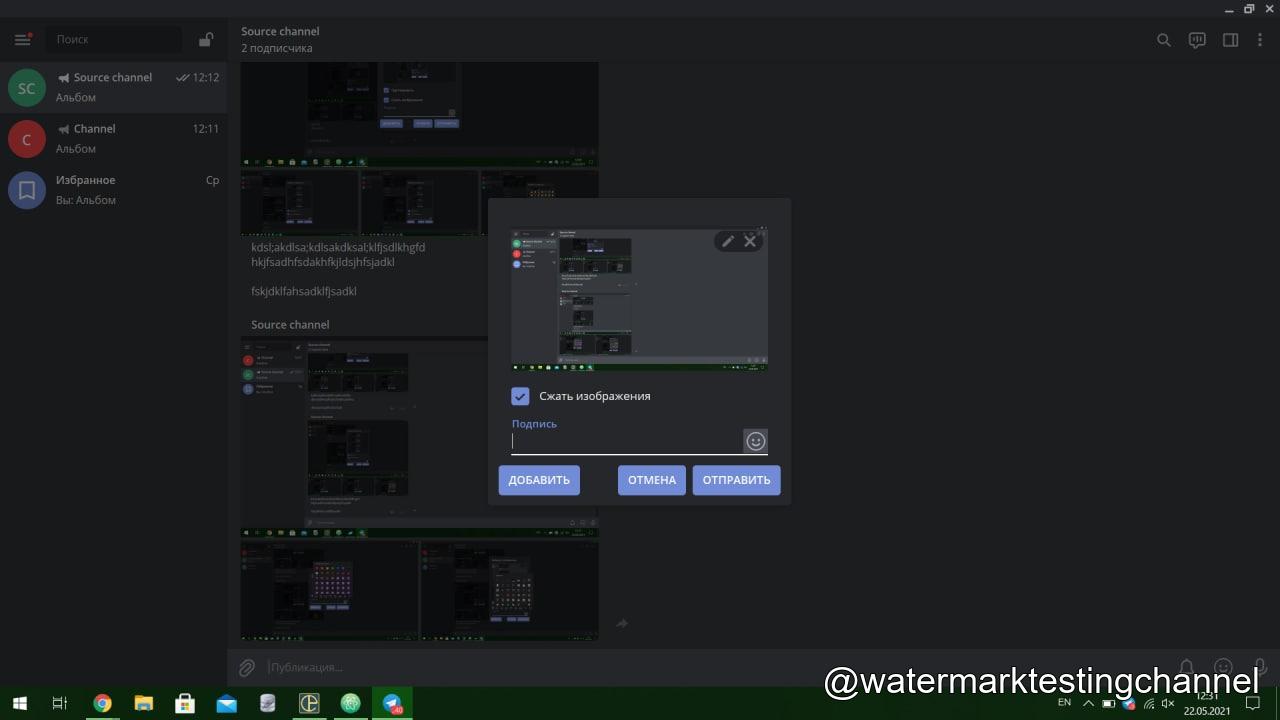 Поиск
Source channel
2 подписчика
Source channel 12:12
Альбом
Channel 12:11
Альбом
Избранное Ср
Вы: Альбом
kdsl;akdlsa;kdlsakdksal;klfjsdlkhgfd
hkjfsadhfsdakhfkjldsjhfsjadkl
fskjdklfahsadklfjsadkl
Source channel
Сжать изображения
Подпись
ДОБАВИТЬ
ОТМЕНА
ОТПРАВИТЬ
Публикация...
@watermarktestingchannel
EN
12:31
22.05.2021